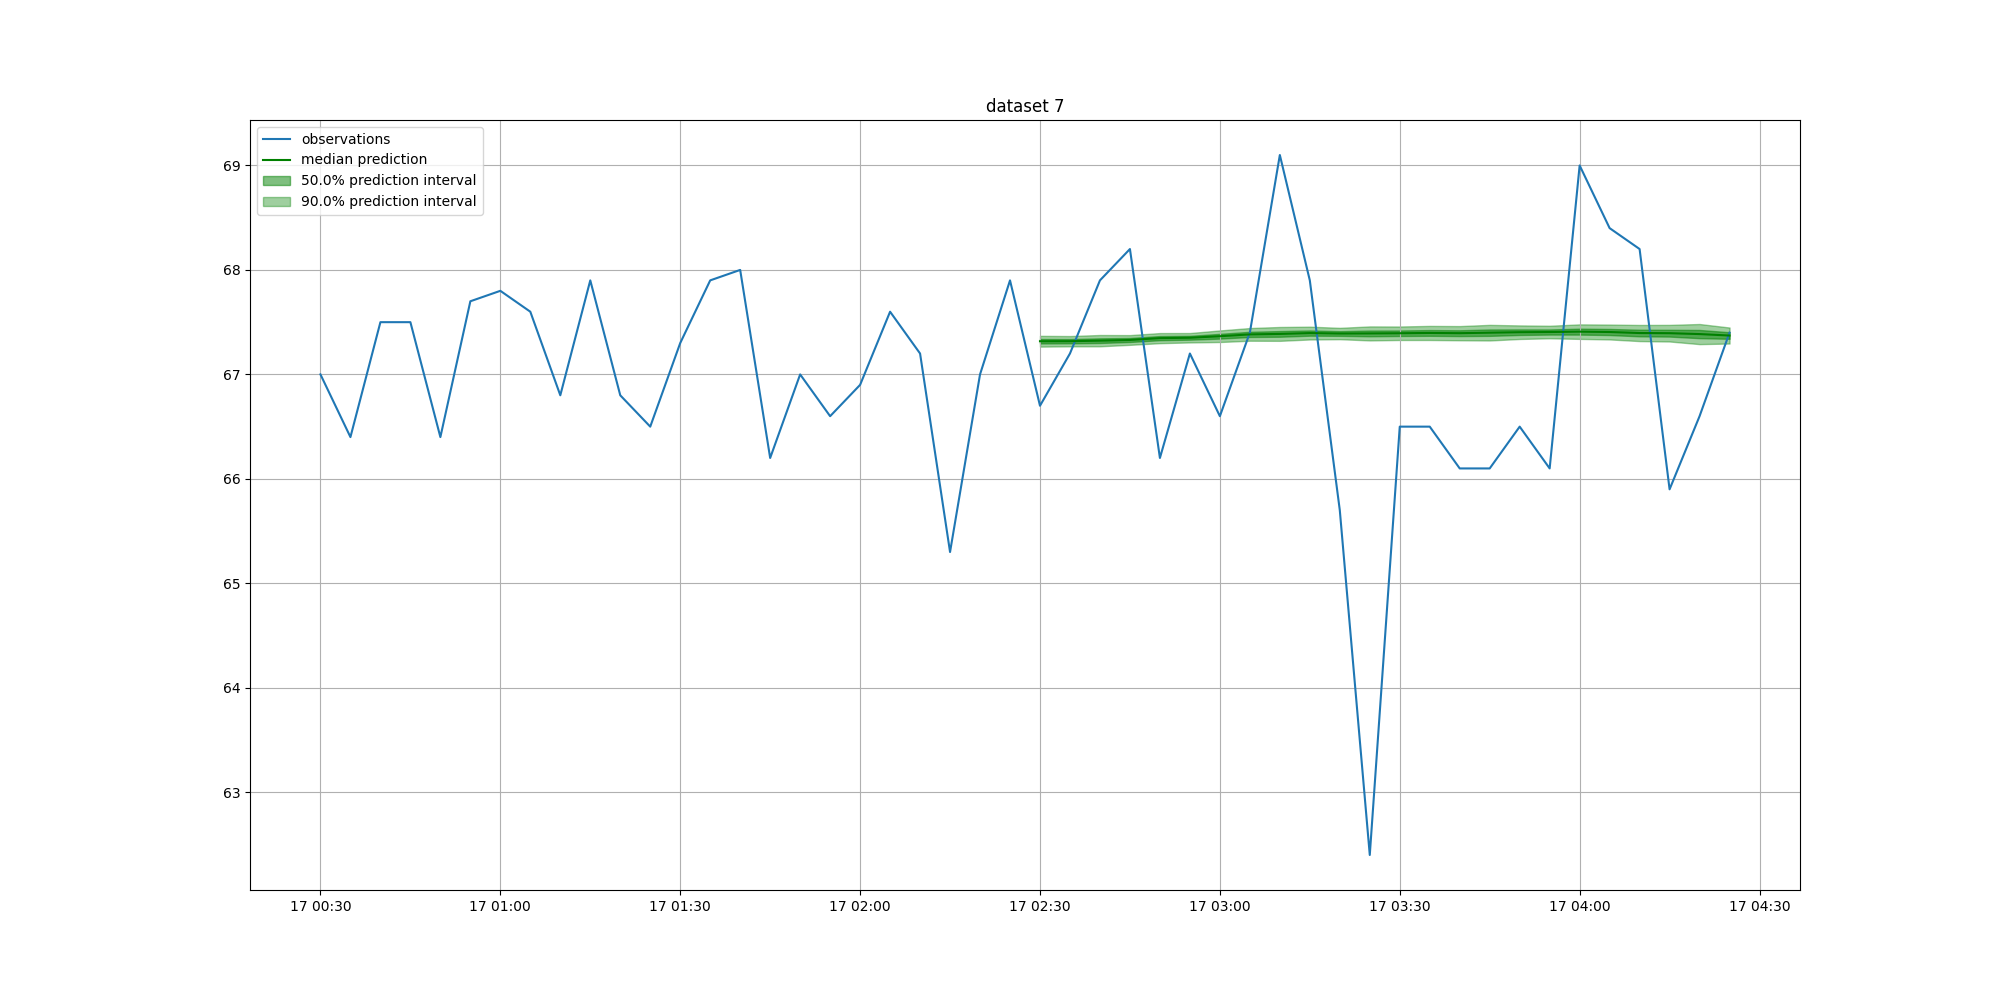 dataset 7
observations
median prediction
50.0% prediction interval
90.0% prediction interval
69
68
67
66
65
64
63
17 00:30 17 01:00 17 01:30 17 02:00 17 02:30 17 03:00 17 03:30 17 04:00 17 04:30